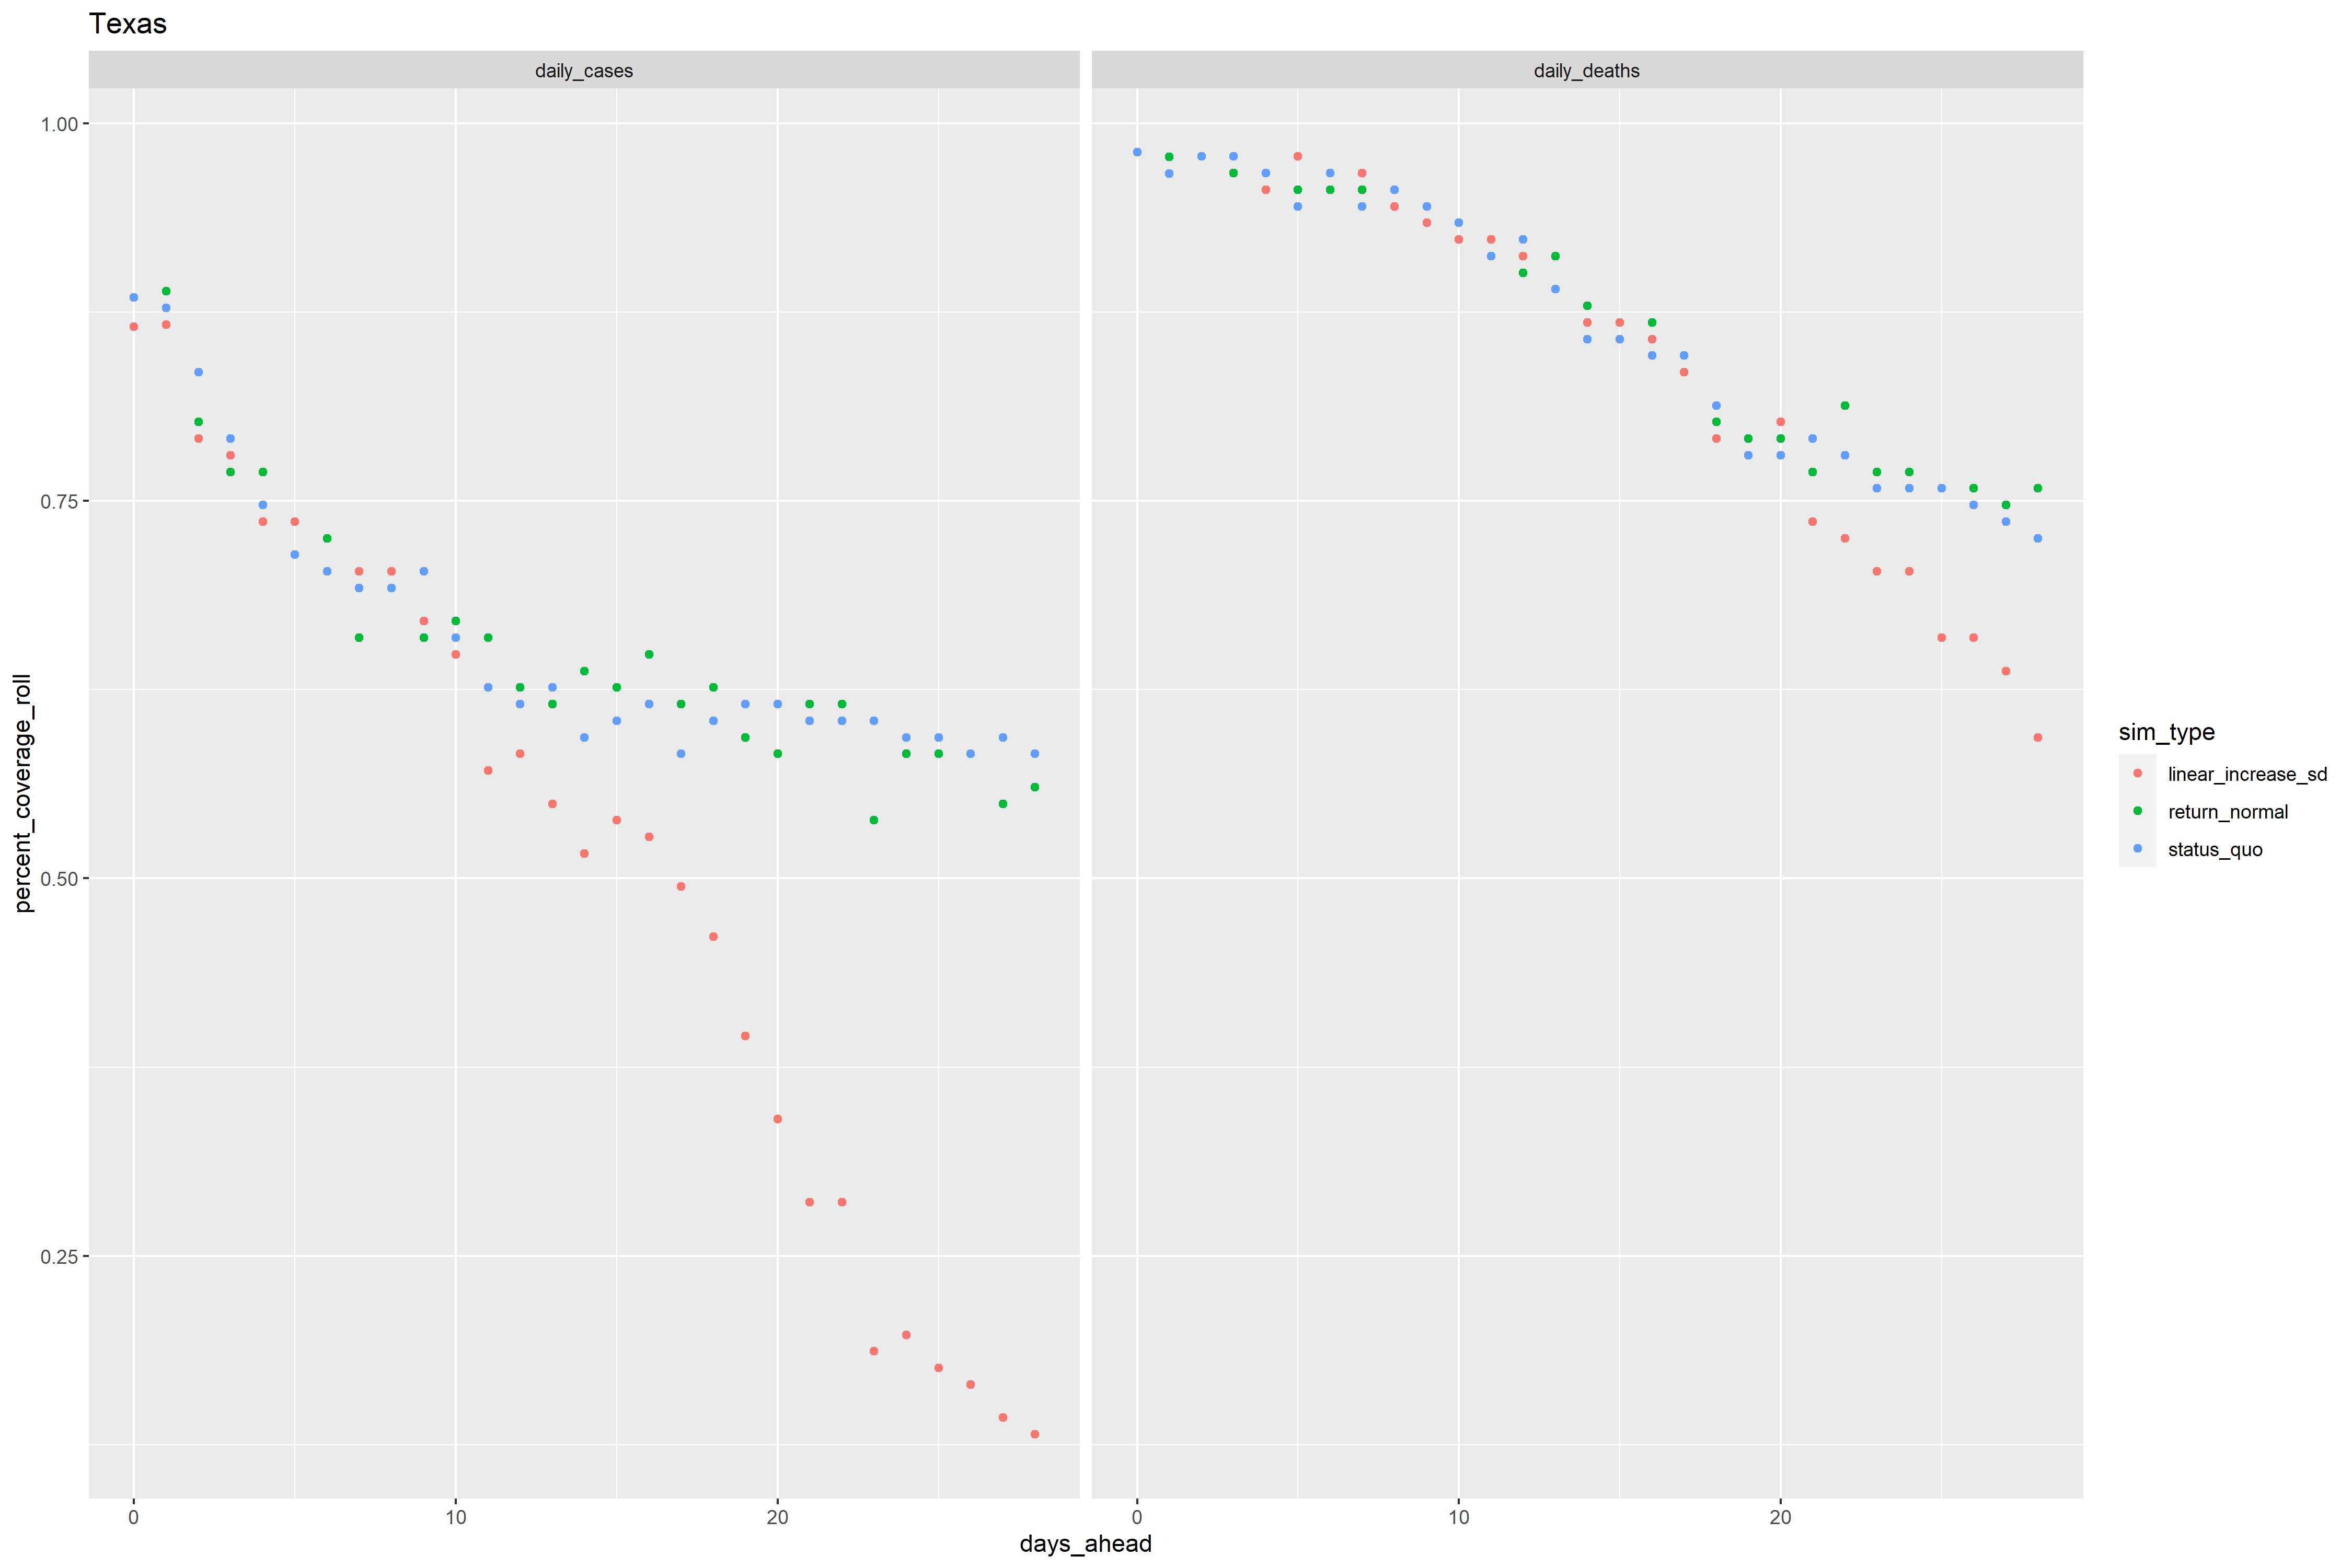 Texas
daily_cases
daily_deaths
1.00
0.75
0.50
0.25
percent_coverage_roll
0
10
20
0
10
20
days_ahead
sim_type
linear_increase_sd
return_normal
status_quo